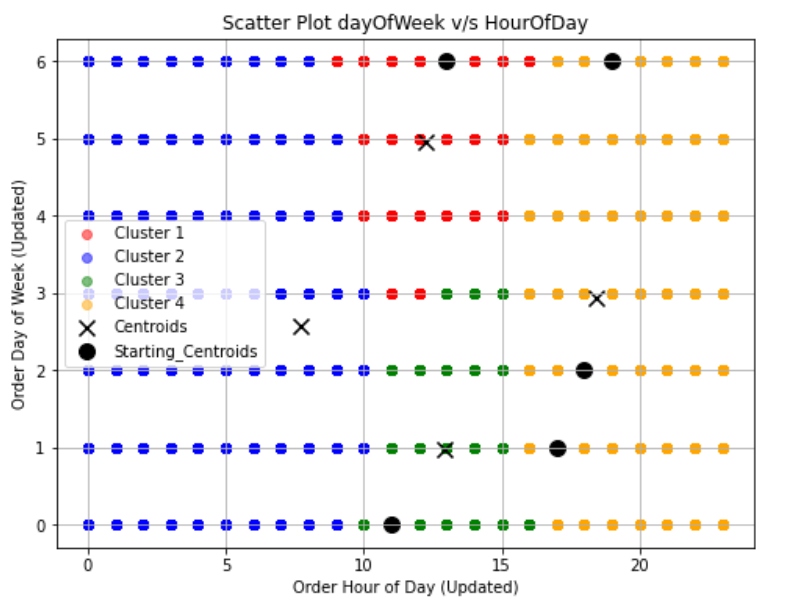 Scatter Plot dayOfWeek v/s HourOfDay
Order Day of Week (Updated)
6
5
4
3
2
1
0
Cluster 1
Cluster 2
Cluster 3
Cluster 4
Centroids
Starting_Centroids
0 5 10 15 20
Order Hour of Day (Updated)